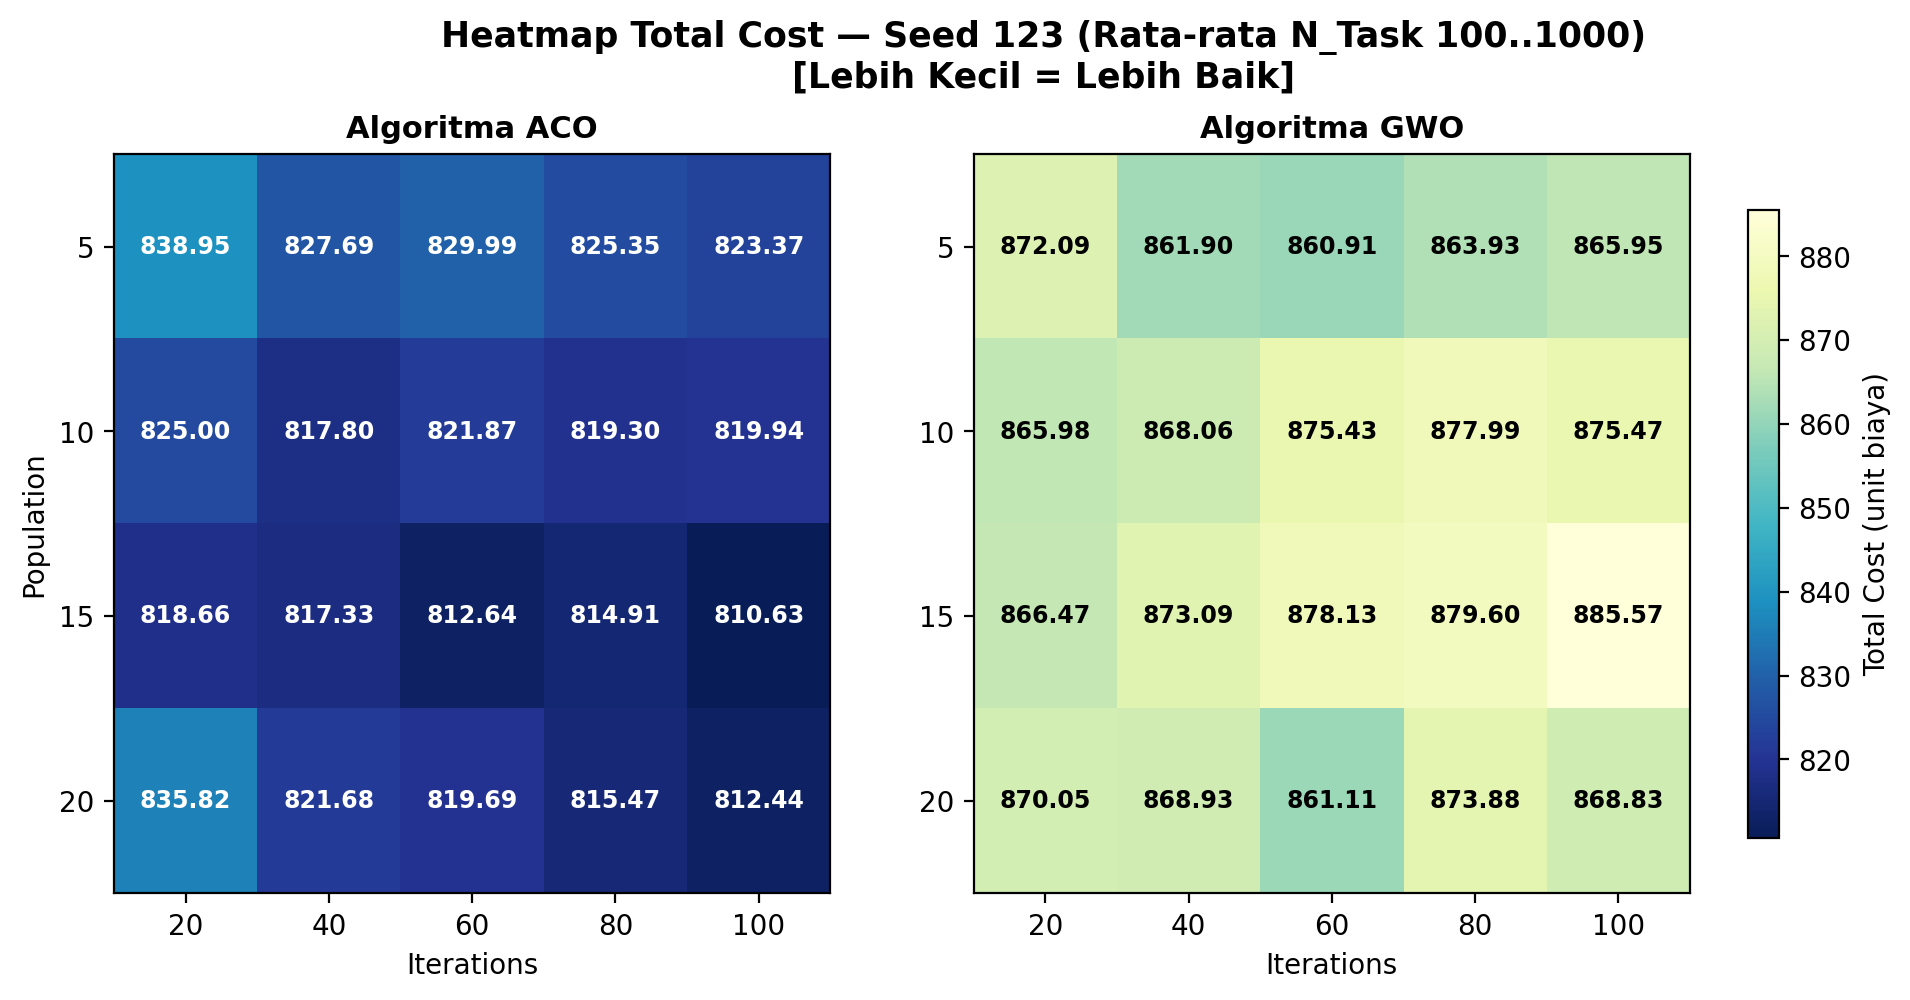 Heatmap Total Cost — Seed 123 (Rata-rata N_Task 100..1000)
[Lebih Kecil = Lebih Baik]
Algoritma ACO
Population
5
838.95 827.69 829.99 825.35 823.37
10
825.00 817.80 821.87 819.30 819.94
15
818.66 817.33 812.64 814.91 810.63
20
835.82 821.68 819.69 815.47 812.44
20 40 60 80 100
Iterations
Algoritma GWO
5
872.09 861.90 860.91 863.93 865.95
10
865.98 868.06 875.43 877.99 875.47
15
866.47 873.09 878.13 879.60 885.57
20
870.05 868.93 861.11 873.88 868.83
20 40 60 80 100
Iterations
880
870
860
850
840
830
820
Total Cost (unit biaya)